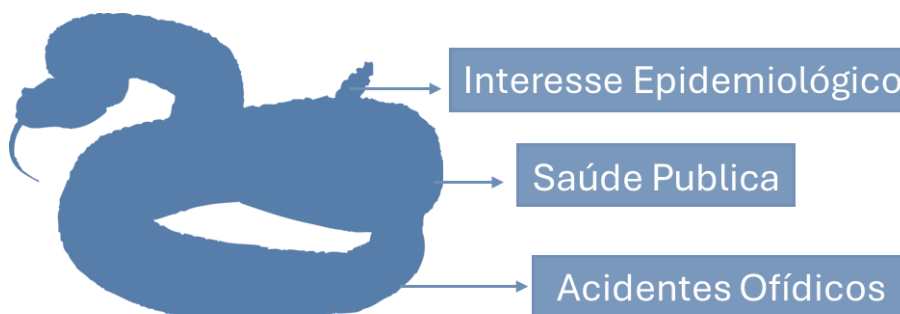 Interesse Epidemiológico
Saúde Publica
Acidentes Ofídicos